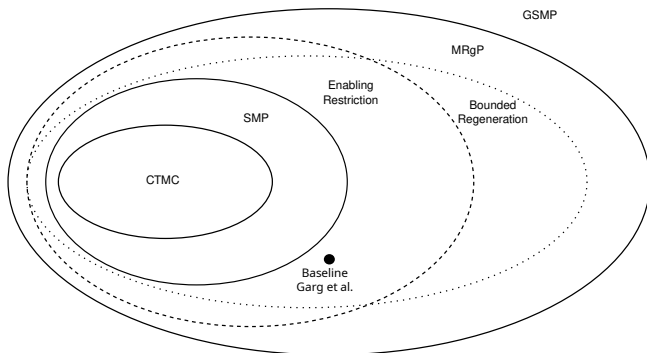 GSMP
MRgP
Enabling
Restriction
Bounded
Regeneration
SMP
CTMC
Baseline
Garg et al.